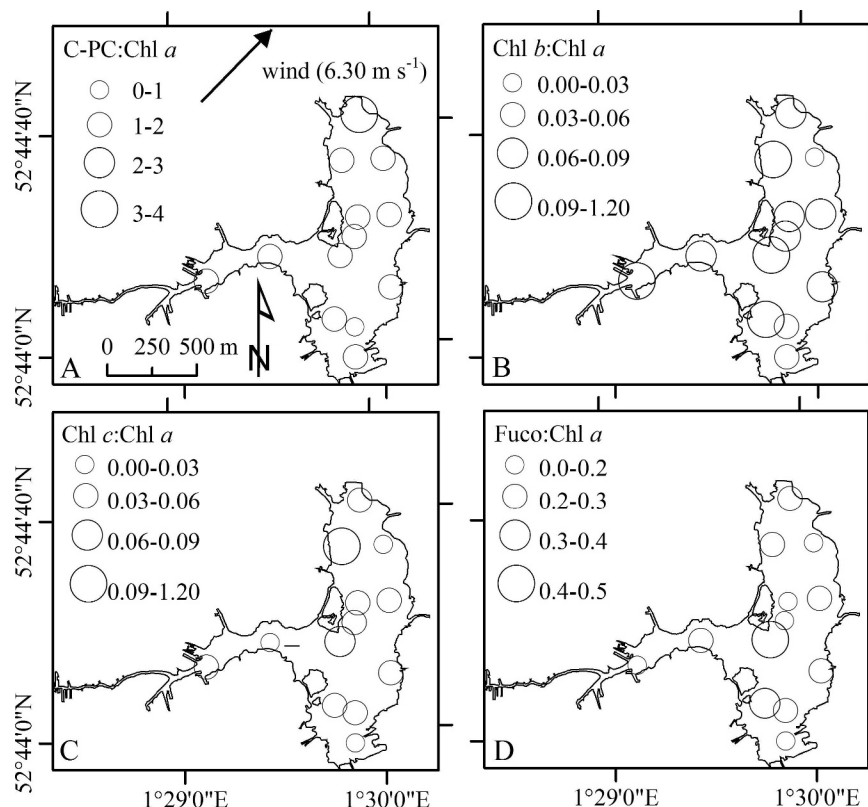 C-PC:Chl a
0-1
1-2
2-3
3-4
wind (6.30 m s-1)
52°44'40"N
52°44'0"N
0 250 500 m
N
A
Chl b:Chl a
0.00-0.03
0.03-0.06
0.06-0.09
0.09-1.20
B
Chl c:Chl a
0.00-0.03
0.03-0.06
0.06-0.09
0.09-1.20
52°44'40"N
52°44'0"N
C
1°29'0"E
1°30'0"E
Fuco:Chl a
0.0-0.2
0.2-0.3
0.3-0.4
0.4-0.5
D
1°29'0"E
1°30'0"E